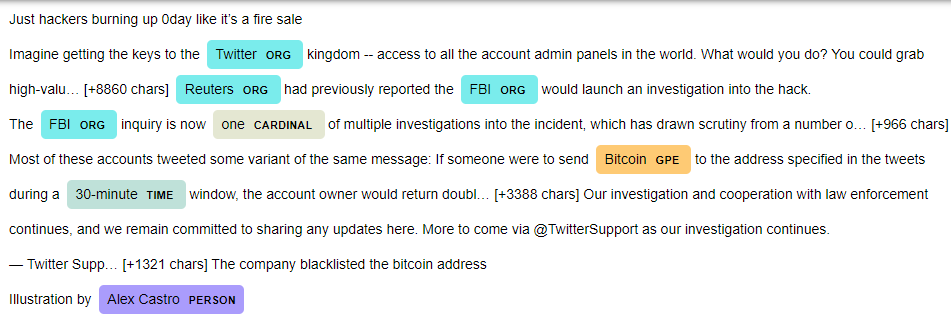 Just hackers burning up 0day like it's a fire sale
Imagine getting the keys to the Twitter ORG kingdom -- access to all the account admin panels in the world. What would you do? You could grab
high-valu… [+8860 chars] Reuters ORG had previously reported the FBI ORG would launch an investigation into the hack.
The FBI ORG inquiry is now one CARDINAL of multiple investigations into the incident, which has drawn scrutiny from a number o… [+966 chars]
Most of these accounts tweeted some variant of the same message: If someone were to send Bitcoin GPE to the address specified in the tweets
during a 30-minute TIME window, the account owner would return doubl… [+3388 chars] Our investigation and cooperation with law enforcement
continues, and we remain committed to sharing any updates here. More to come via @TwitterSupport as our investigation continues.
— Twitter Supp… [+1321 chars] The company blacklisted the bitcoin address
Illustration by Alex Castro PERSON